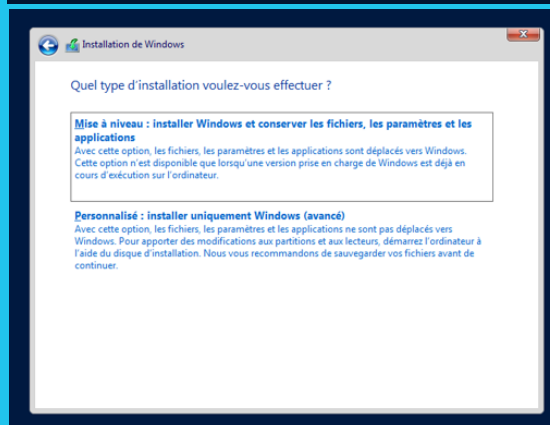 Installation de Windows
Quel type d'installation voulez-vous effectuer ?
Mise à niveau : installer Windows et conserver les fichiers, les paramètres et les
applications
Avec cette option, les fichiers, les paramètres et les applications sont déplacés vers Windows.
Cette option n'est disponible que lorsqu'une version prise en charge de Windows est déjà en
cours d'exécution sur l'ordinateur.
Personnalisé : installer uniquement Windows (avancé)
Avec cette option, les fichiers, les paramètres et les applications ne sont pas déplacés vers
Windows. Pour apporter des modifications aux partitions et aux lecteurs, démarrez l'ordinateur à
l'aide du disque d'installation. Nous vous recommandons de sauvegarder vos fichiers avant de
continuer.